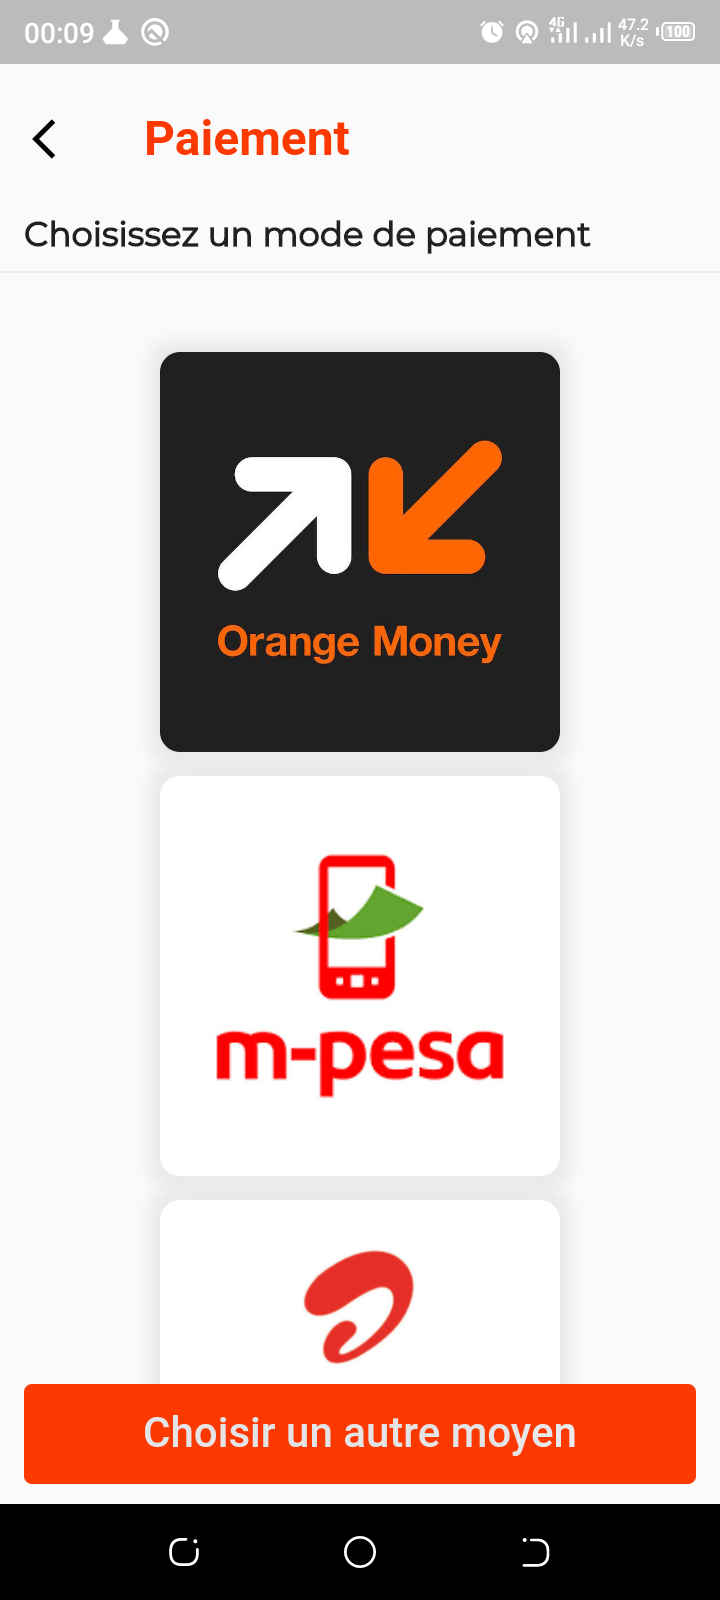 00:09
4G
47.2
K/s
100
Paiement
Choisissez un mode de paiement
Orange Money
m-pesa
Choisir un autre moyen